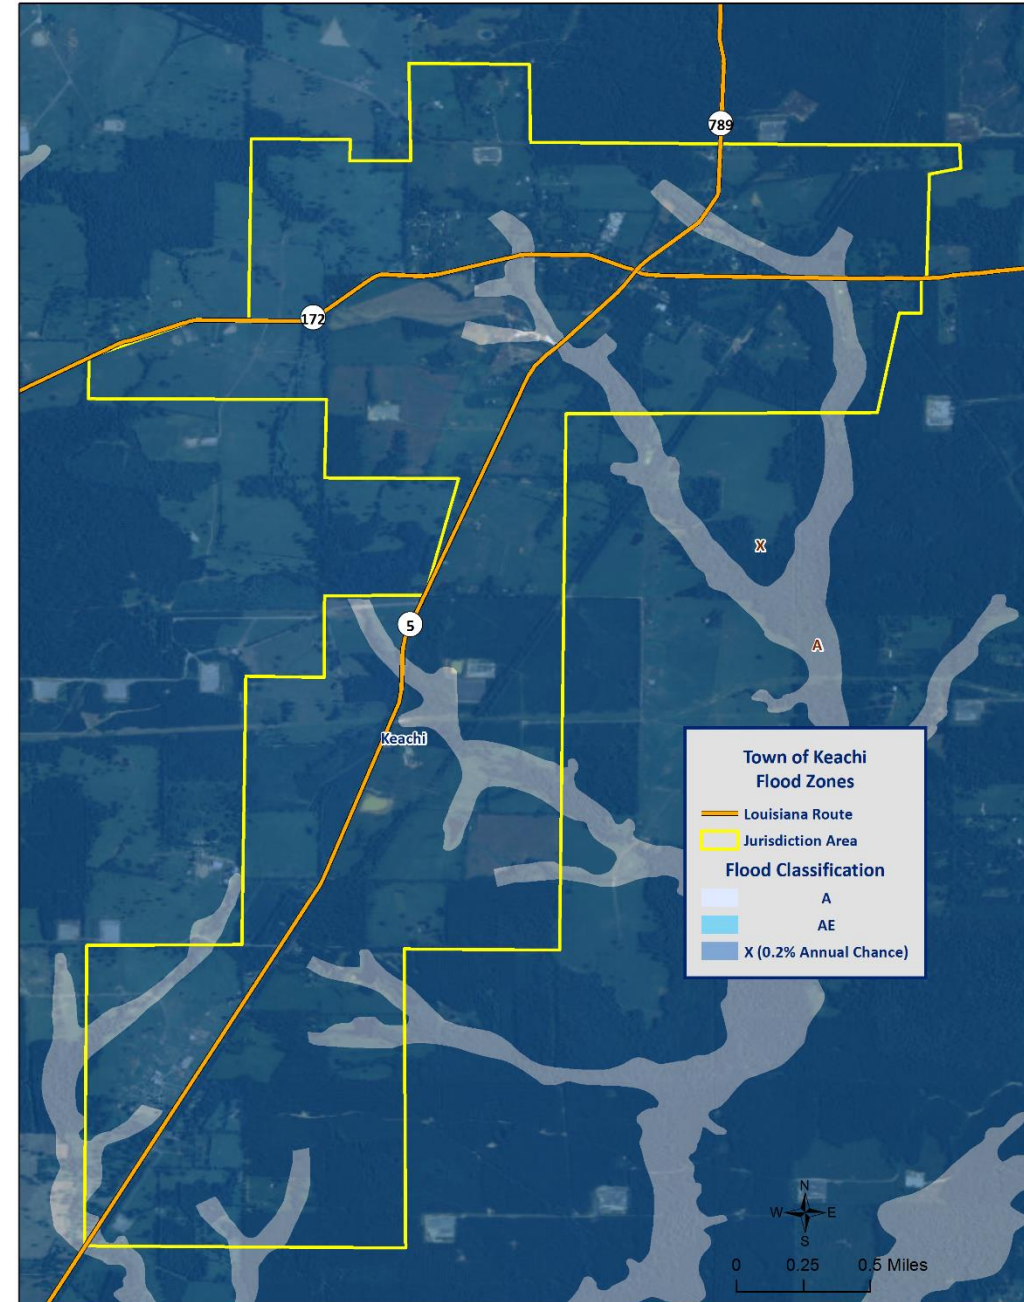 789
172
X
5
A
Keachi
Town of Keachi
Flood Zones
Louisiana Route
Jurisdiction Area
Flood Classification
A
AE
X (0.2% Annual Chance)
N
W E
S
0 0.25 0.5 Miles